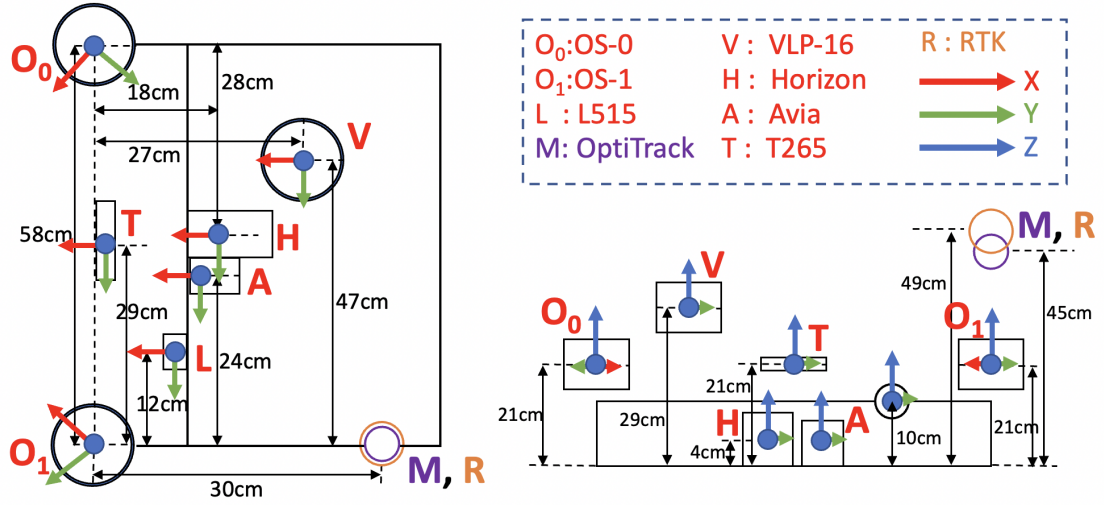 O0
18cm
28cm
27cm
V
58cm
T
H
A
29cm
47cm
L
24cm
12cm
O1
30cm
M, R
O0:OS-0
V : VLP-16
R : RTK
O1:OS-1
H : Horizon
X
L : L515
A : Avia
Y
M: OptiTrack
T : T265
Z
M, R
V
49cm
45cm
O0
O1
T
21cm
21cm
29cm
H
A
4cm
10cm
21cm